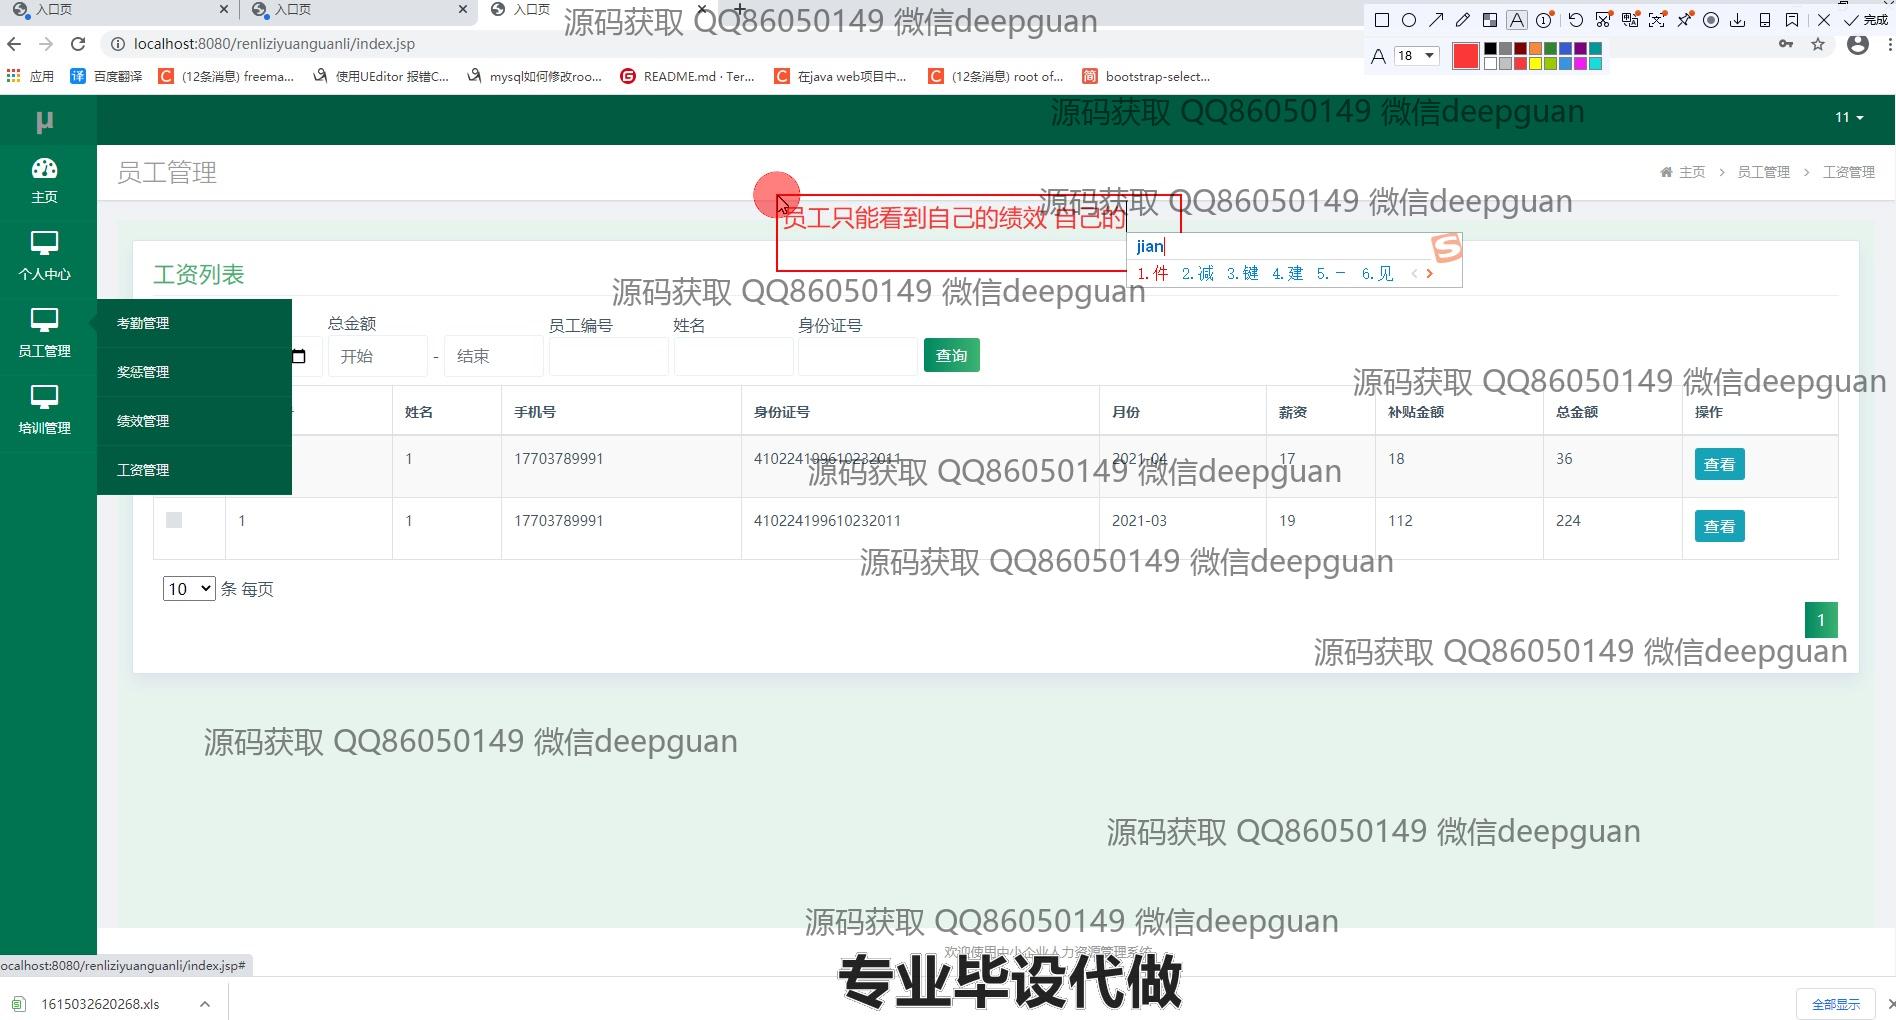 入口页
入口页
入口页
源码获取 QQ86050149 微信deepguan
完成
localhost:8080/renliziyuanguanli/index.jsp
A 18
应用
译 百度翻译
C (12条消息) freema...
使用UEditor 报错C...
mysql如何修改roo...
G README.md · Ter...
C 在java web项目中...
C (12条消息) root of...
简 bootstrap-select...
μ
源码获取 QQ86050149 微信deepguan
11
主页
员工管理
主页 > 员工管理 > 工资管理
源码获取 QQ86050149 微信deepguan
员工只能看到自己的绩效 自己的
jian
1.件 2.减 3.键 4.建 5.一 6.见
个人中心
工资列表
源码获取 QQ86050149 微信deepguan
员工管理
考勤管理
奖惩管理
绩效管理
工资管理
培训管理
总金额
员工编号
姓名
身份证号
开始 - 结束
查询
源码获取 QQ86050149 微信deepguan
姓名 手机号 身份证号 月份 薪资 补贴金额 总金额 操作
1 17703789991 410224199610232011 2021-04 17 18 36 查看
源码获取 QQ86050149 微信deepguan
1 1 17703789991 410224199610232011 2021-03 19 112 224 查看
源码获取 QQ86050149 微信deepguan
10 条 每页
1
源码获取 QQ86050149 微信deepguan
源码获取 QQ86050149 微信deepguan
源码获取 QQ86050149 微信deepguan
源码获取 QQ86050149 微信deepguan
欢迎使用中小企业人力资源管理系统
ocalhost:8080/renliziyuanguanli/index.jsp#
专业毕设代做
1615032620268.xls
全部显示